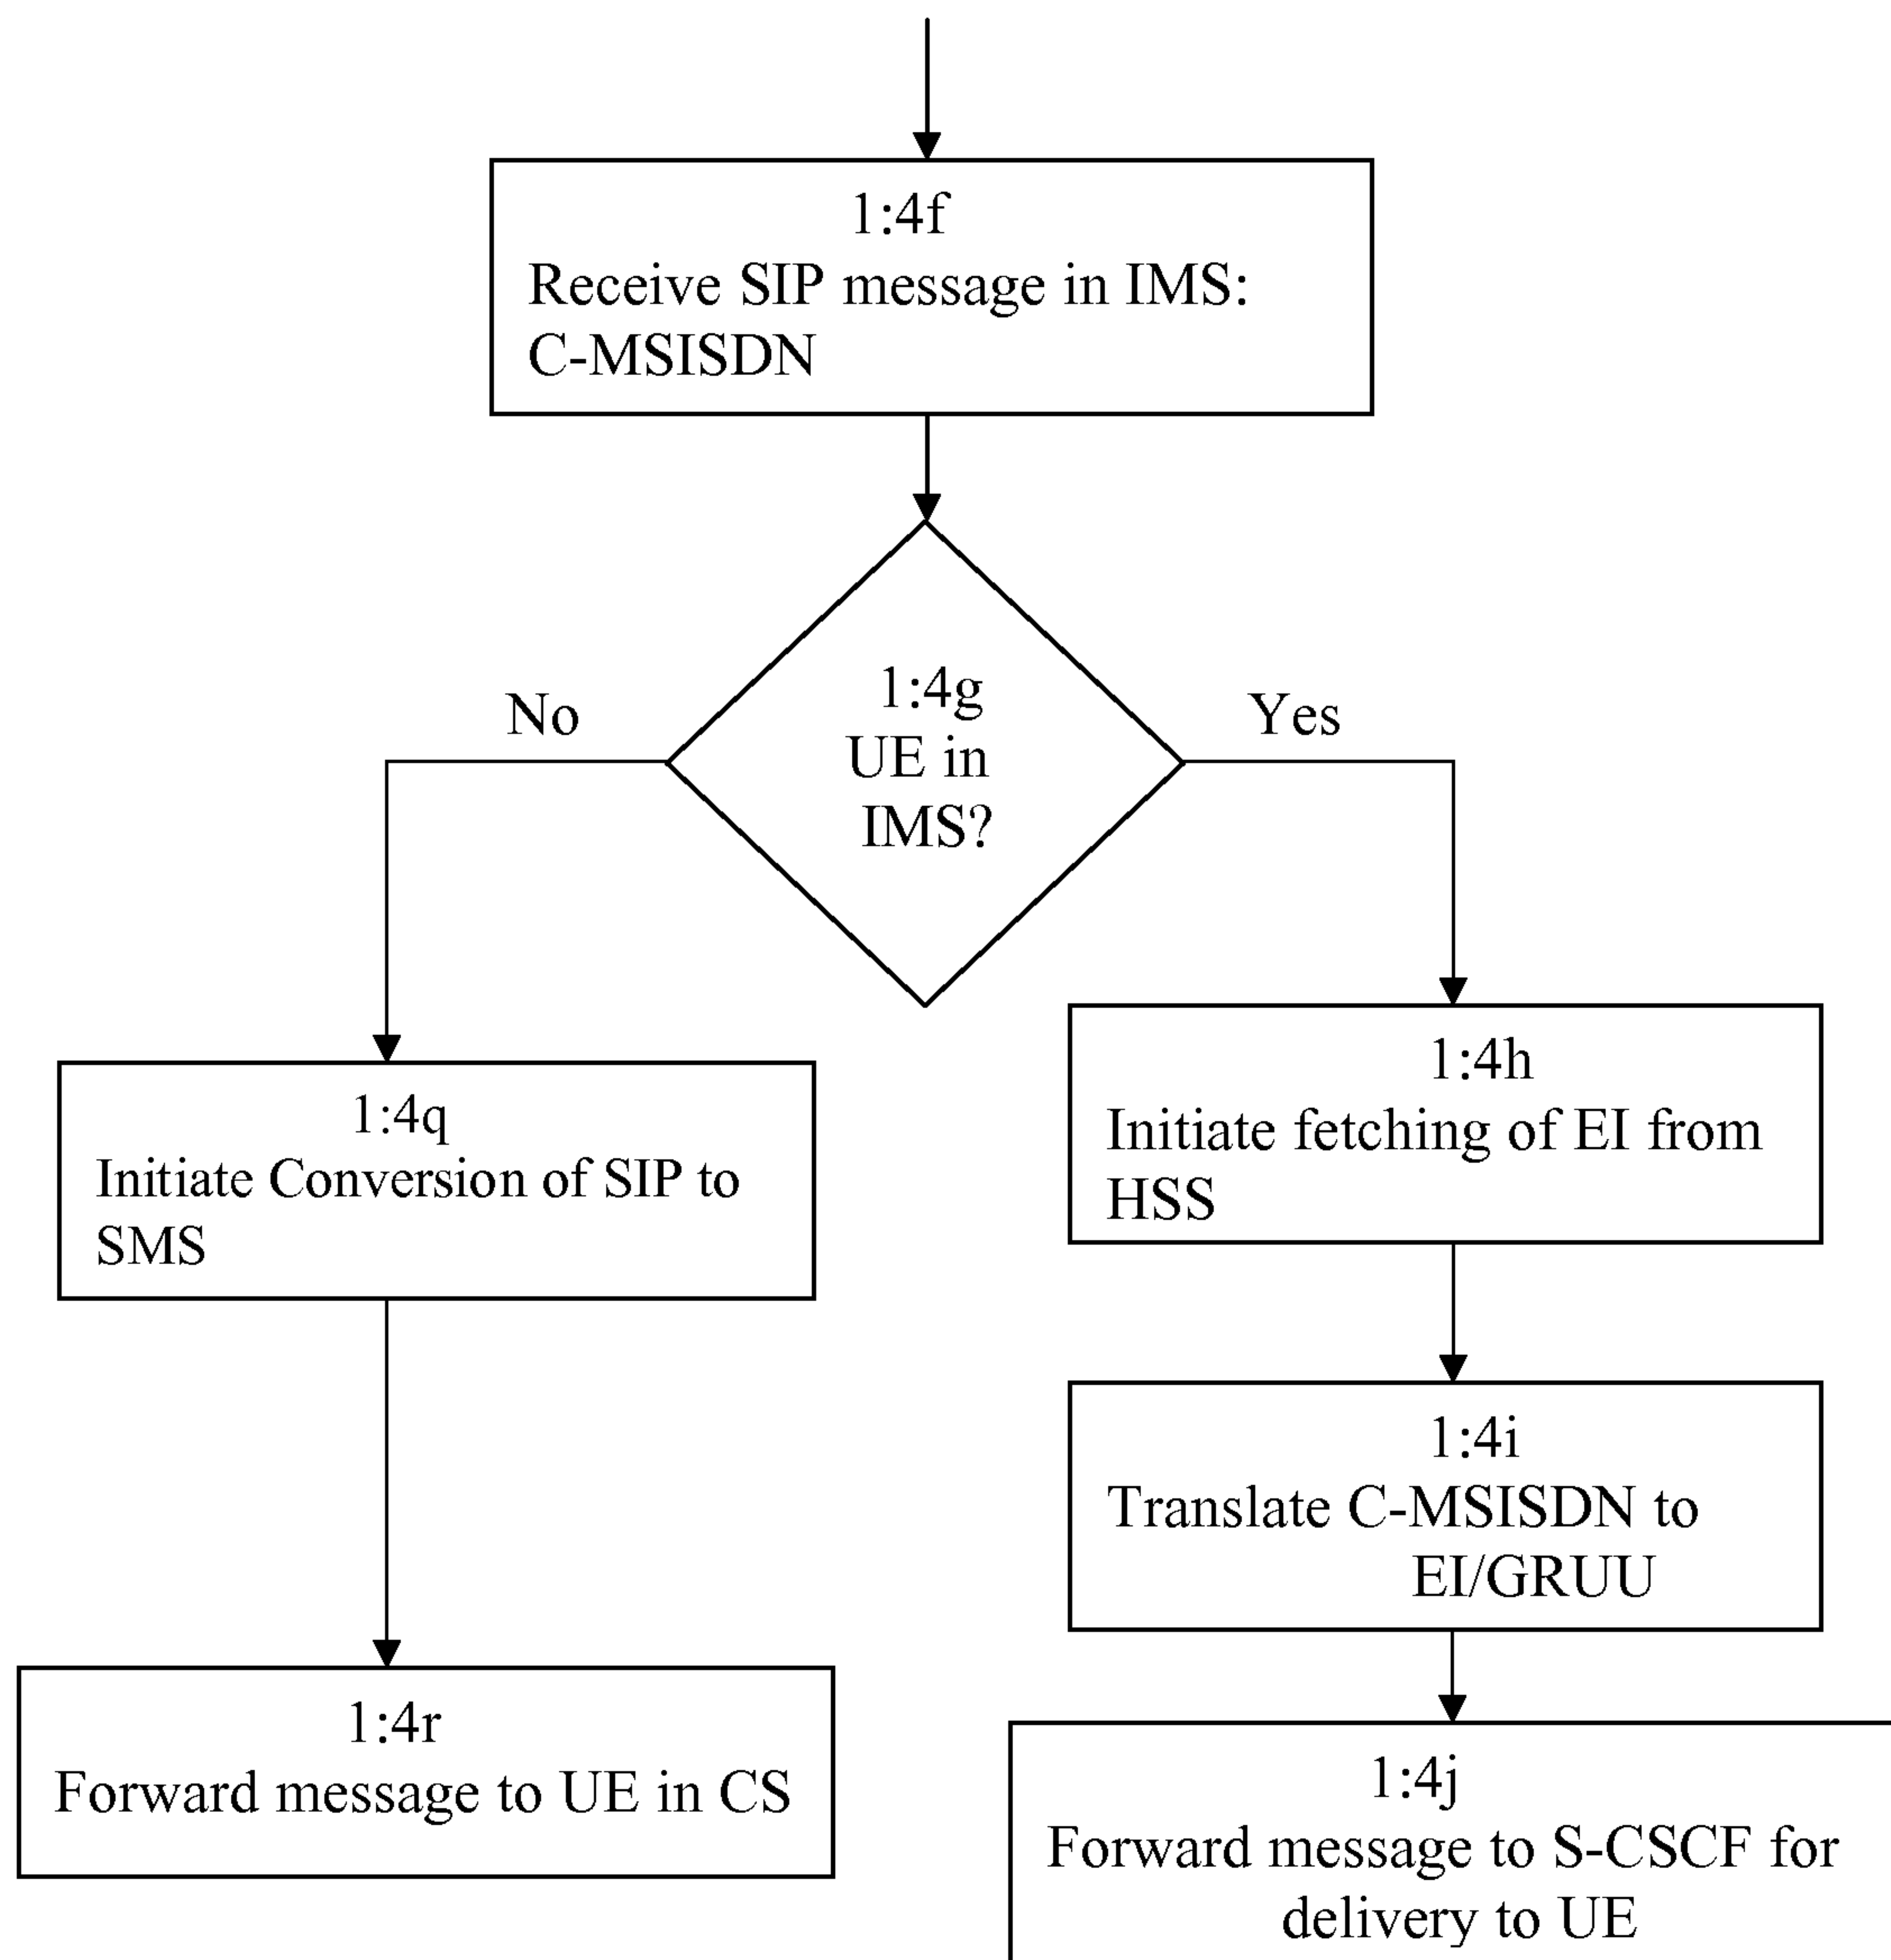 1:4f
Receive SIP message in IMS:
C-MSISDN
1:4g
UE in
IMS?
No
Yes
1:4h
Initiate fetching of EI from
HSS
1:4q
Initiate Conversion of SIP to
SMS
1:4i
Translate C-MSISDN to
EI/GRUU
1:4r
Forward message to UE in CS
1:4j
Forward message to S-CSCF for
delivery to UE